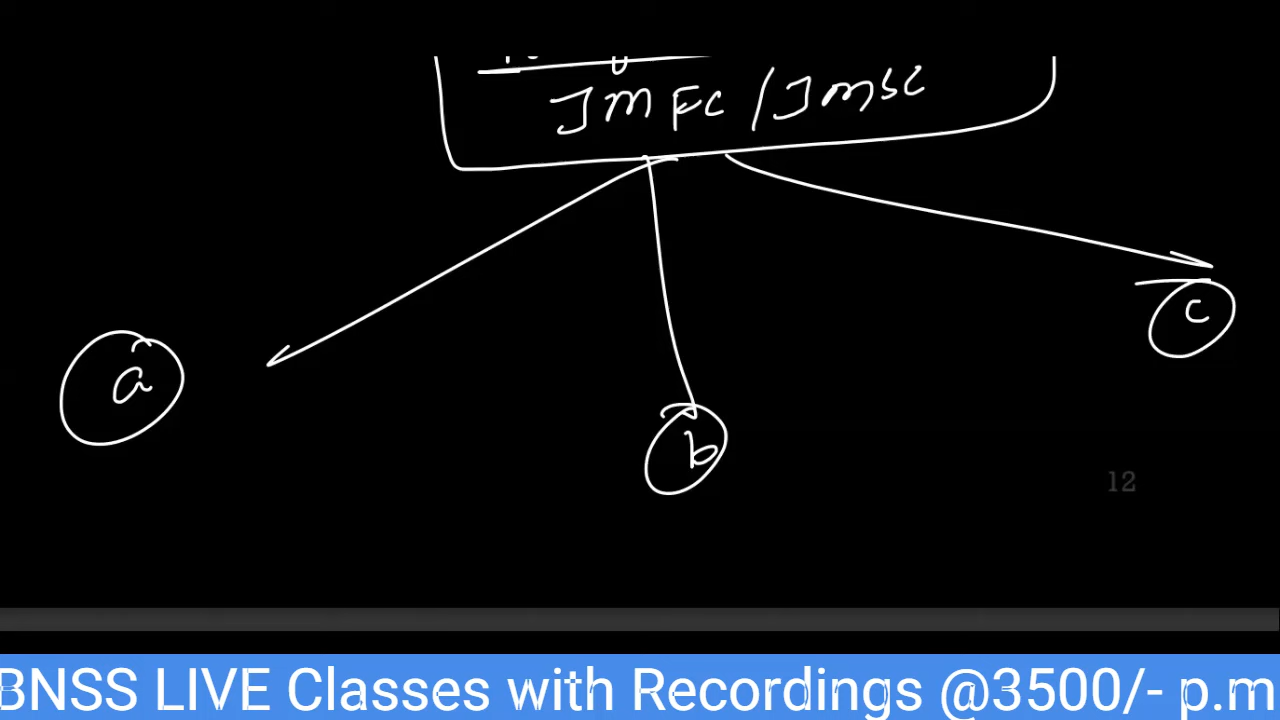 JMFC / JMSC
a
b
c
12
BNSS LIVE Classes with Recordings @3500/- p.m